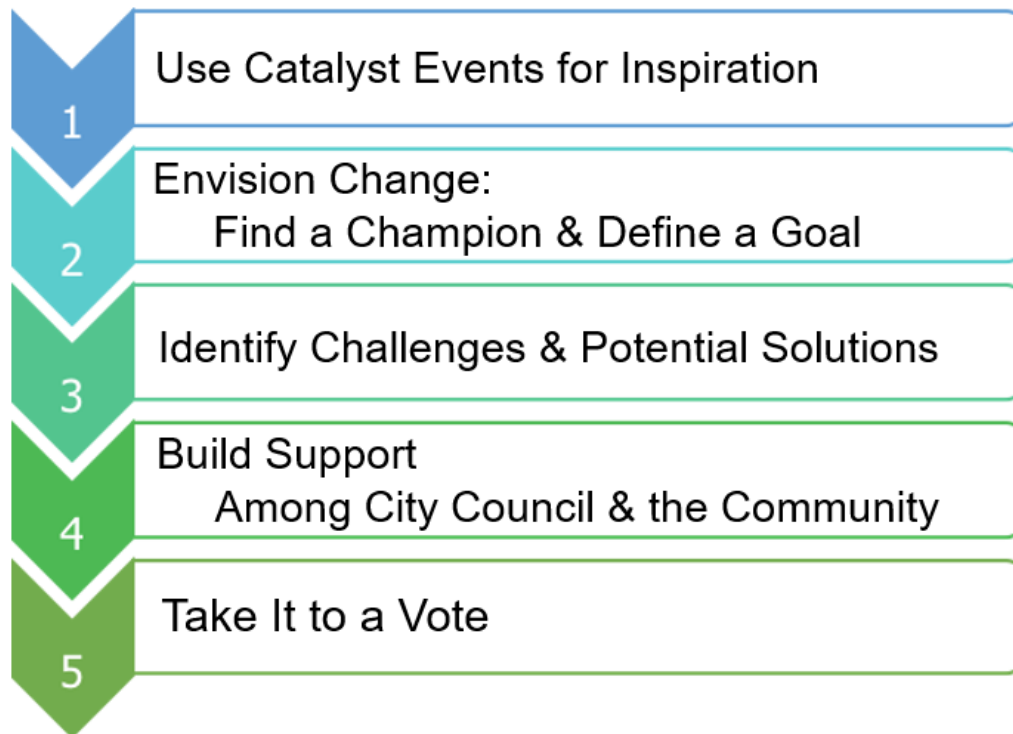 1
Use Catalyst Events for Inspiration
2
Envision Change:
Find a Champion & Define a Goal
3
Identify Challenges & Potential Solutions
4
Build Support
Among City Council & the Community
5
Take It to a Vote